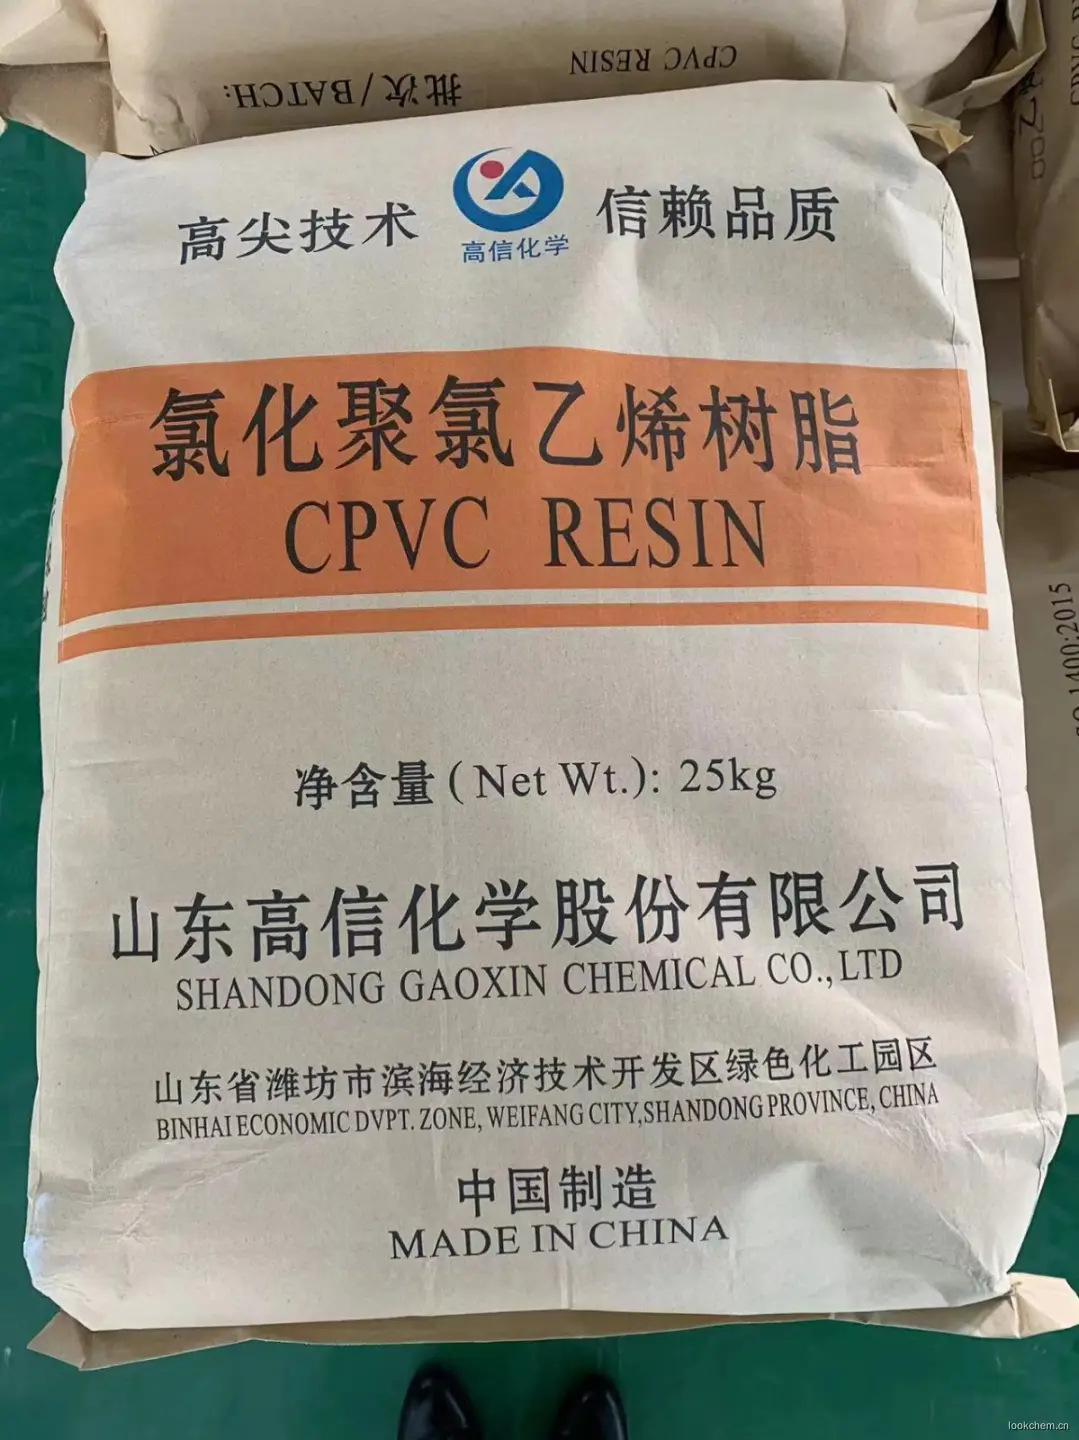 CPVC RESIN
批次/BATCH:
高尖技术
高信化学
信赖品质
氯化聚氯乙烯树脂
CPVC RESIN
净含量(Net Wt.): 25kg
山东高信化学股份有限公司
SHANDONG GAOXIN CHEMICAL CO.,LTD
山东省潍坊市滨海经济技术开发区绿色化工园区
BINHAI ECONOMIC DVPT. ZONE, WEIFANG CITY,SHANDONG PROVINCE, CHINA
中国制造
MADE IN CHINA
1400:2015
lookchem.cn